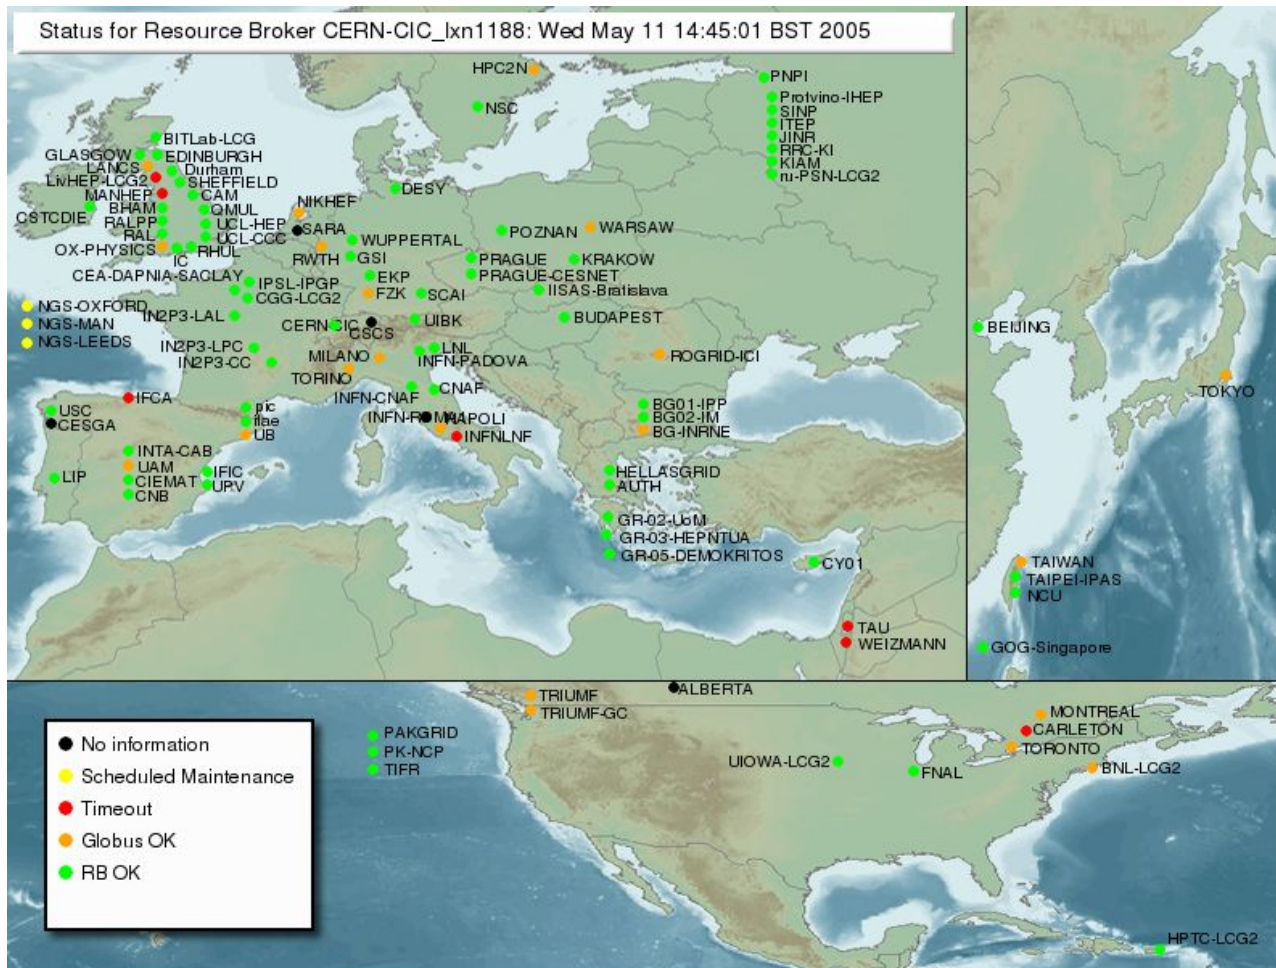 Status for Resource Broker CERN-CIC_lxn1188: Wed May 11 14:45:01 BST 2005
HPC2N
NSC
PNPI
Protvino-IHEP
SINP
ITEP
JINR
RRC-KI
KIAM
ru-PSN-LCG2
BITLab-LCG
GLASGOW
EDINBURGH
LANCS
Durham
LivHEP-LCG2
SHEFFIELD
MANHEP
CAM
BHAM
QMUL
CSTCDIE
RALPP
UCL-HEP
RAL
UCL-CCC
OX-PHYSICS
IC
RHUL
DESY
NIKHEF
SARA
RWTH
WUPPERTAL
GSI
POZNAN
WARSAW
PRAGUE
KRAKOW
PRAGUE-CESNET
CEA-DAPNIA-SACLAY
IPSL-IPGP
CGG-LCG2
EKP
FZK
SCAI
IISAS-Bratislava
NGS-OXFORD
NGS-MAN
NGS-LEEDS
IN2P3-LAL
CERN-CIC
CSCS
UIBK
BUDAPEST
IN2P3-LPC
IN2P3-CC
MILANO
TORINO
LNL
INFN-PADOVA
ROGRID-ICI
IFCA
INFN-CNAF
CNAF
USC
CESGA
pic
ifae
UB
INFN-ROMA1
NAPOLI
INFNLNF
BG01-IPP
BG02-IM
BG-INRNE
INTA-CAB
UAM
CIEMAT
CNB
LIP
IFIC
UPV
HELLASGRID
AUTH
GR-02-UoM
GR-03-HEPNTUA
GR-05-DEMOKRITOS
CY01
TAU
WEIZMANN
BEIJING
TOKYO
TAIWAN
TAIPEI-IPAS
NCU
GOG-Singapore
No information
Scheduled Maintenance
Timeout
Globus OK
RB OK
PAKGRID
PK-NCP
TIFR
TRIUMF
TRIUMF-GC
ALBERTA
UIOWA-LCG2
FNAL
MONTREAL
CARLETON
TORONTO
BNL-LCG2
HPTC-LCG2